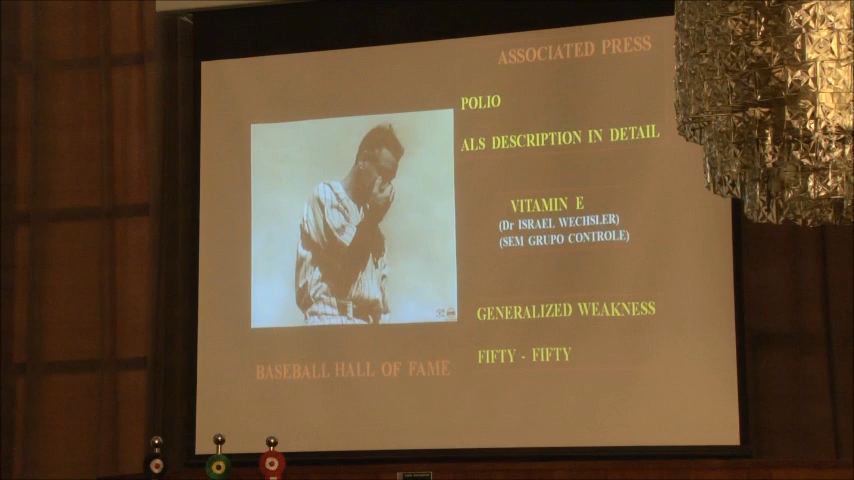 ASSOCIATED PRESS
POLIO
ALS DESCRIPTION IN DETAIL
VITAMIN E
(Dr ISRAEL WECHSLER)
(SEM GRUPO CONTROLE)
GENERALIZED WEAKNESS
FIFTY - FIFTY
BASEBALL HALL OF FAME